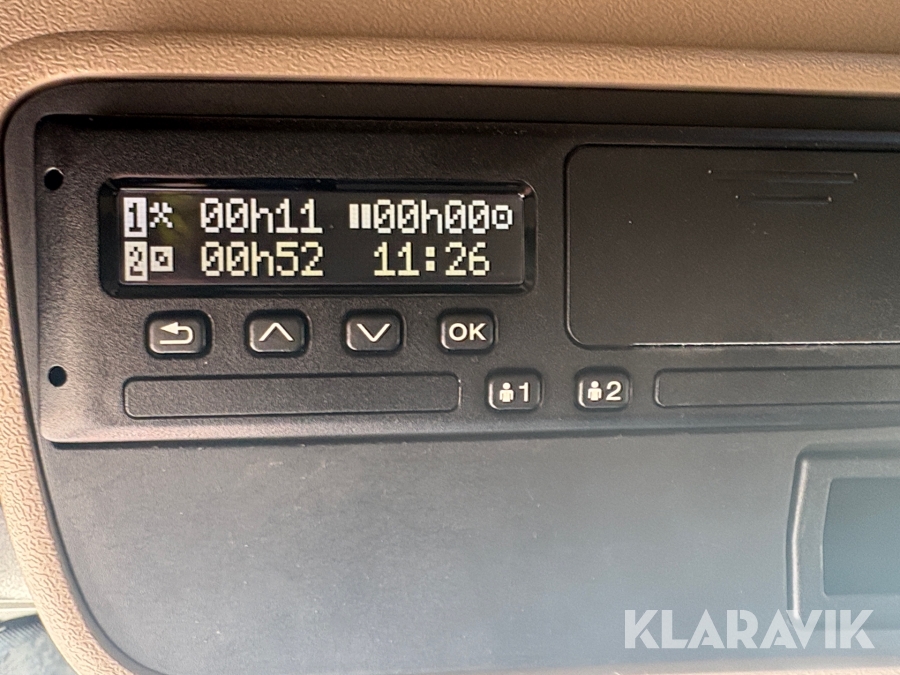 1 00h11 00h00
2 00h52 11:26
OK
1 2
KLARAVIK